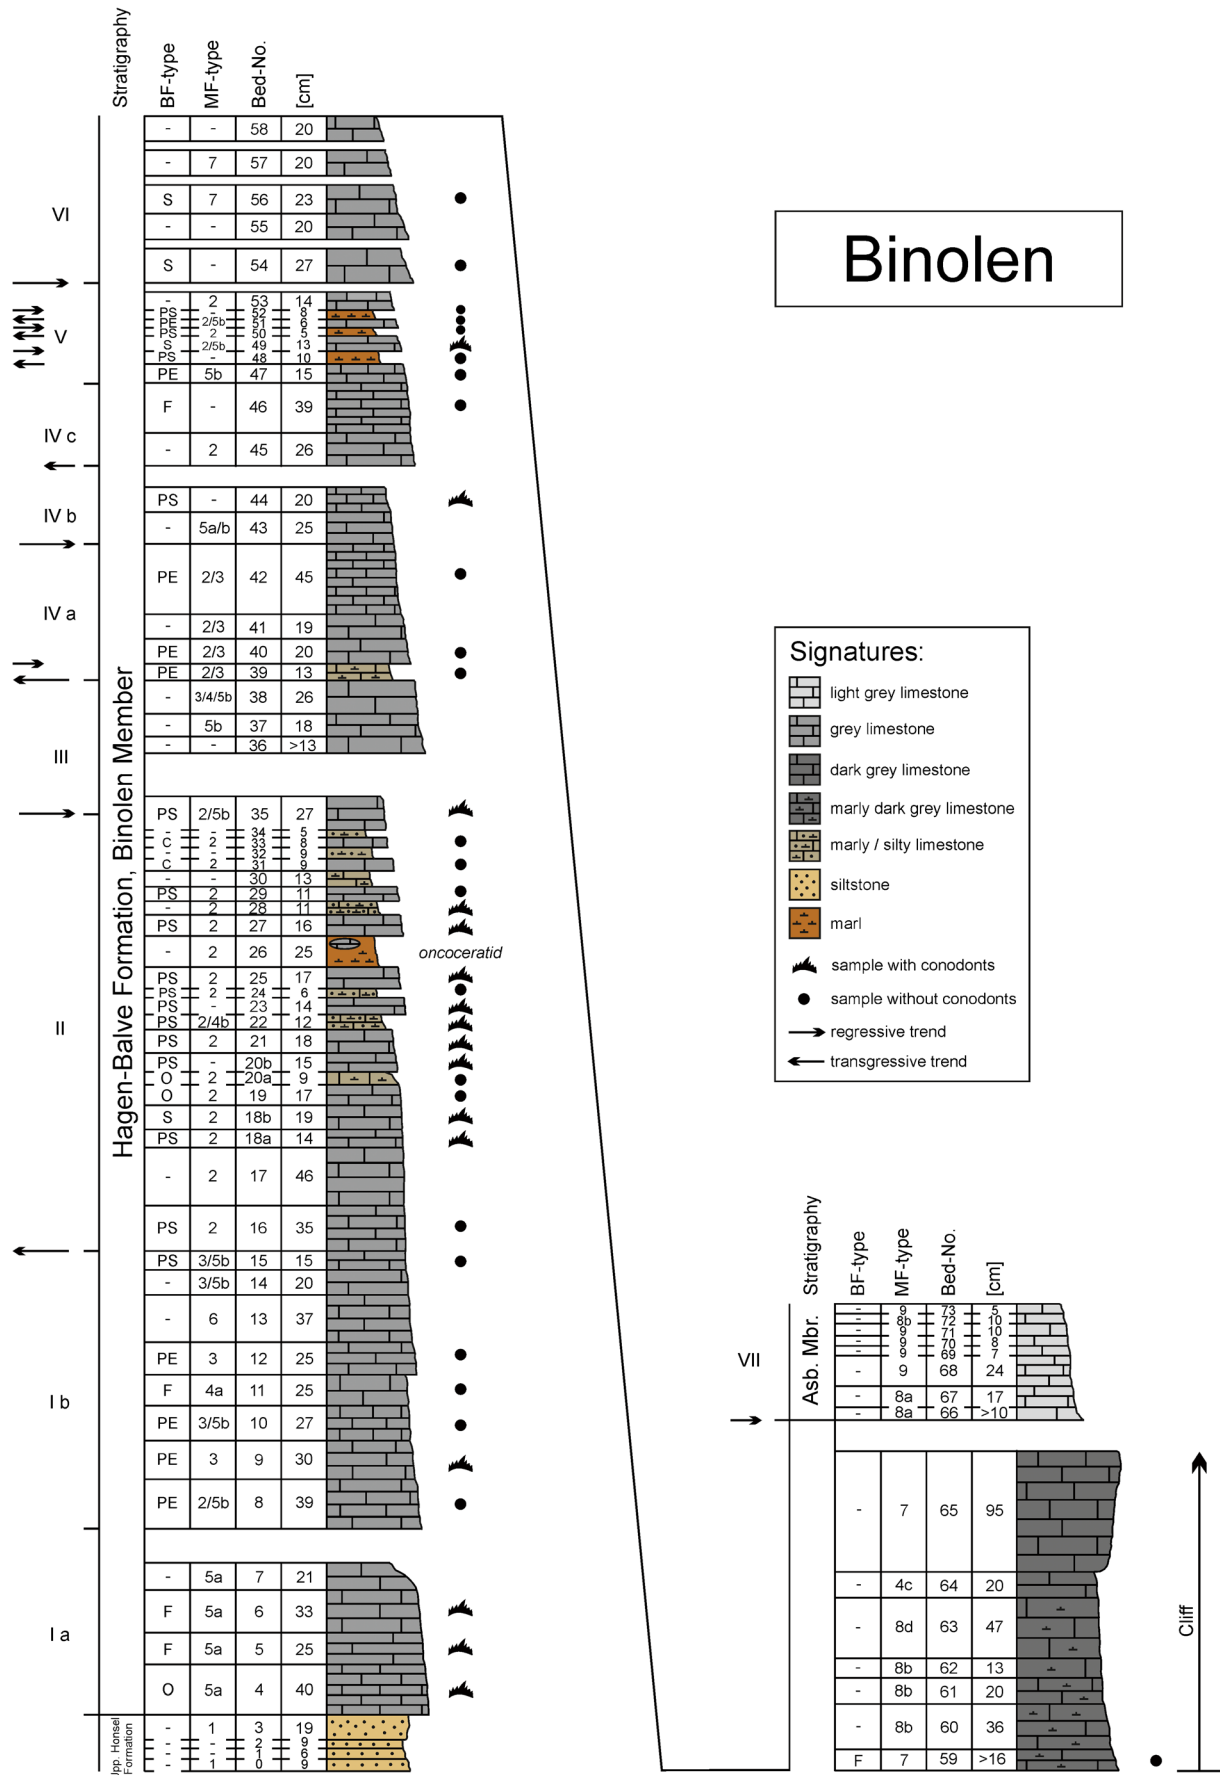 Stratigraphy BF-type MF-type Bed-No. [cm]
- - 58 20
- 7 57 20
S 7 56 23
- - 55 20
S - 54 27
- 2 53 14
PS - 52 8
PE 2/5b 51 6
PS 2 50 5
S 2/5b 49 13
PS - 48 10
PE 5b 47 15
F - 46 39
- 2 45 26
PS - 44 20
- 5a/b 43 25
PE 2/3 42 45
- 2/3 41 19
PE 2/3 40 20
PE 2/3 39 13
- 3/4/5b 38 26
- 5b 37 18
- - 36 >13
PS 2/5b 35 27
- - 34 5
C 2 33 8
- - 32 9
C 2 31 9
- - 30 13
PS 2 29 11
- 2 28 11
PS 2 27 16
- 2 26 25 oncoceratid
PS 2 25 17
PS 2 24 6
PS - 23 14
PS 2/4b 22 12
PS 2 21 18
PS - 20b 15
O 2 20a 9
O 2 19 17
S 2 18b 19
PS 2 18a 14
- 2 17 46
PS 2 16 35
PS 3/5b 15 15
- 3/5b 14 20
- 6 13 37
PE 3 12 25
F 4a 11 25
PE 3/5b 10 27
PE 3 9 30
PE 2/5b 8 39
- 5a 7 21
F 5a 6 33
F 5a 5 25
O 5a 4 40
- 1 3 19
- - 2 9
- - 1 6
- 1 0 9
VI
V
IV c
IV b
IV a
III
II
I b
I a
Hagen-Balve Formation, Binolen Member
Upp. Honsel
Formation
Binolen
Signatures:
light grey limestone
grey limestone
dark grey limestone
marly dark grey limestone
marly / silty limestone
siltstone
marl
sample with conodonts
sample without conodonts
regressive trend
transgressive trend
Stratigraphy BF-type MF-type Bed-No. [cm]
- 9 73 5
- 8b 72 10
- 9 71 10
- 9 70 8
- 9 69 7
- 9 68 24
- 8a 67 17
- 8a 66 >10
- 7 65 95
- 4c 64 20
- 8d 63 47
- 8b 62 13
- 8b 61 20
- 8b 60 36
F 7 59 >16
VII
Asb. Mbr.
Cliff